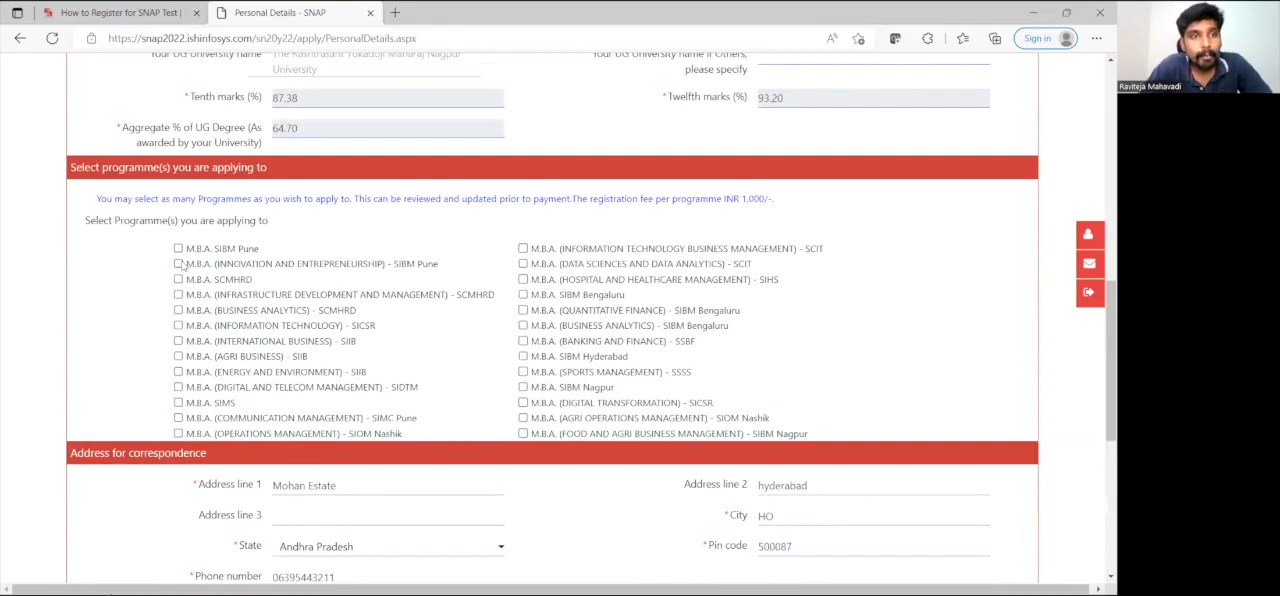 How to Register for SNAP Test |
Personal Details - SNAP
https://snap2022.ishinfosys.com/sn20y22/apply/PersonalDetails.aspx
Sign in
Raviteja Mahavadi
Your UG University name
The Rashtrasant Tukadoji Maharaj Nagpur
University
Your UG University name if Others,
please specify
*Tenth marks (%)
87.38
*Twelfth marks (%)
93.20
*Aggregate % of UG Degree (As
awarded by your University)
64.70
Select programme(s) you are applying to
You may select as many Programmes as you wish to apply to. This can be reviewed and updated prior to payment.The registration fee per programme INR 1,000/-.
Select Programme(s) you are applying to
M.B.A. SIBM Pune
M.B.A. (INNOVATION AND ENTREPRENEURSHIP) - SIBM Pune
M.B.A. SCMHRD
M.B.A. (INFRASTRUCTURE DEVELOPMENT AND MANAGEMENT) - SCMHRD
M.B.A. (BUSINESS ANALYTICS) - SCMHRD
M.B.A. (INFORMATION TECHNOLOGY) - SICSR
M.B.A. (INTERNATIONAL BUSINESS) - SIIB
M.B.A. (AGRI BUSINESS) - SIIB
M.B.A. (ENERGY AND ENVIRONMENT) - SIIB
M.B.A. (DIGITAL AND TELECOM MANAGEMENT) - SIDTM
M.B.A. SIMS
M.B.A. (COMMUNICATION MANAGEMENT) - SIMC Pune
M.B.A. (OPERATIONS MANAGEMENT) - SIOM Nashik
M.B.A. (INFORMATION TECHNOLOGY BUSINESS MANAGEMENT) - SCIT
M.B.A. (DATA SCIENCES AND DATA ANALYTICS) - SCIT
M.B.A. (HOSPITAL AND HEALTHCARE MANAGEMENT) - SIHS
M.B.A. SIBM Bengaluru
M.B.A. (QUANTITATIVE FINANCE) - SIBM Bengaluru
M.B.A. (BUSINESS ANALYTICS) - SIBM Bengaluru
M.B.A. (BANKING AND FINANCE) - SSBF
M.B.A. SIBM Hyderabad
M.B.A. (SPORTS MANAGEMENT) - SSSS
M.B.A. SIBM Nagpur
M.B.A. (DIGITAL TRANSFORMATION) - SICSR
M.B.A. (AGRI OPERATIONS MANAGEMENT) - SIOM Nashik
M.B.A. (FOOD AND AGRI BUSINESS MANAGEMENT) - SIBM Nagpur
Address for correspondence
*Address line 1
Mohan Estate
Address line 2
hyderabad
Address line 3
*City
HO
*State
Andhra Pradesh
*Pin code
500087
*Phone number
06395443211